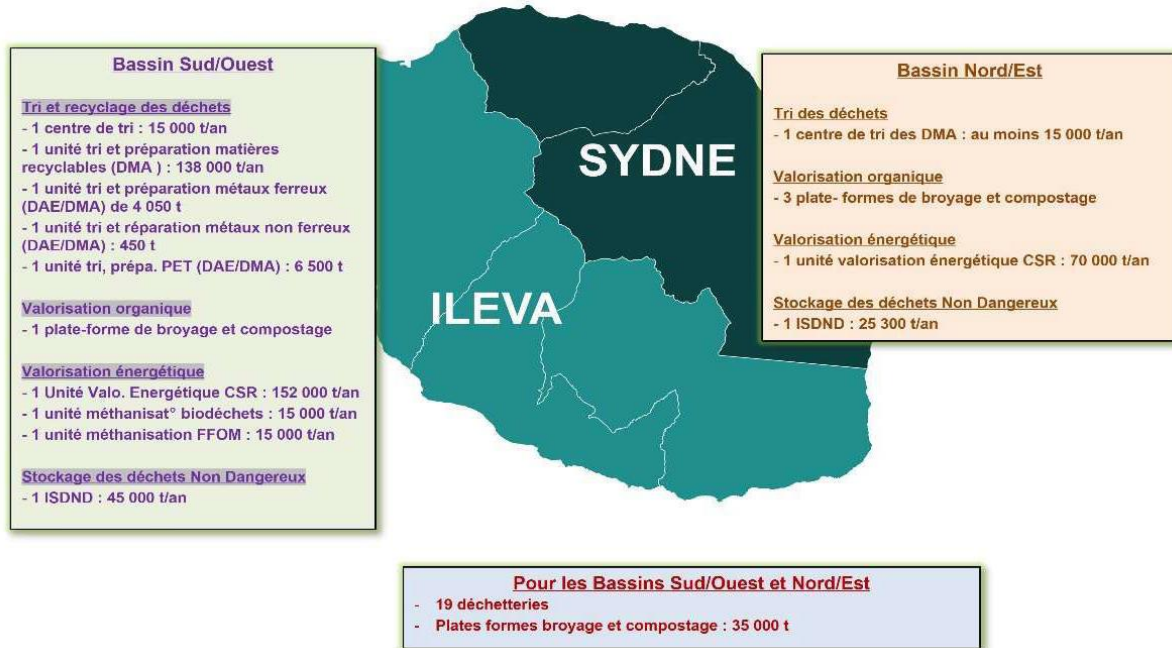 Bassin Sud/Ouest
Tri et recyclage des déchets
- 1 centre de tri : 15 000 t/an
- 1 unité tri et préparation matières
recyclables (DMA ) : 138 000 t/an
- 1 unité tri et préparation métaux ferreux
(DAE/DMA) de 4 050 t
- 1 unité tri et réparation métaux non ferreux
(DAE/DMA) : 450 t
- 1 unité tri, prépa. PET (DAE/DMA) : 6 500 t
Valorisation organique
- 1 plate-forme de broyage et compostage
Valorisation énergétique
- 1 Unité Valo. Energétique CSR : 152 000 t/an
- 1 unité méthanisat° biodéchets : 15 000 t/an
- 1 unité méthanisation FFOM : 15 000 t/an
Stockage des déchets Non Dangereux
- 1 ISDND : 45 000 t/an
SYDNE
ILEVA
Bassin Nord/Est
Tri des déchets
- 1 centre de tri des DMA : au moins 15 000 t/an
Valorisation organique
- 3 plate- formes de broyage et compostage
Valorisation énergétique
- 1 unité valorisation énergétique CSR : 70 000 t/an
Stockage des déchets Non Dangereux
- 1 ISDND : 25 300 t/an
Pour les Bassins Sud/Ouest et Nord/Est
- 19 déchetteries
- Plates formes broyage et compostage : 35 000 t